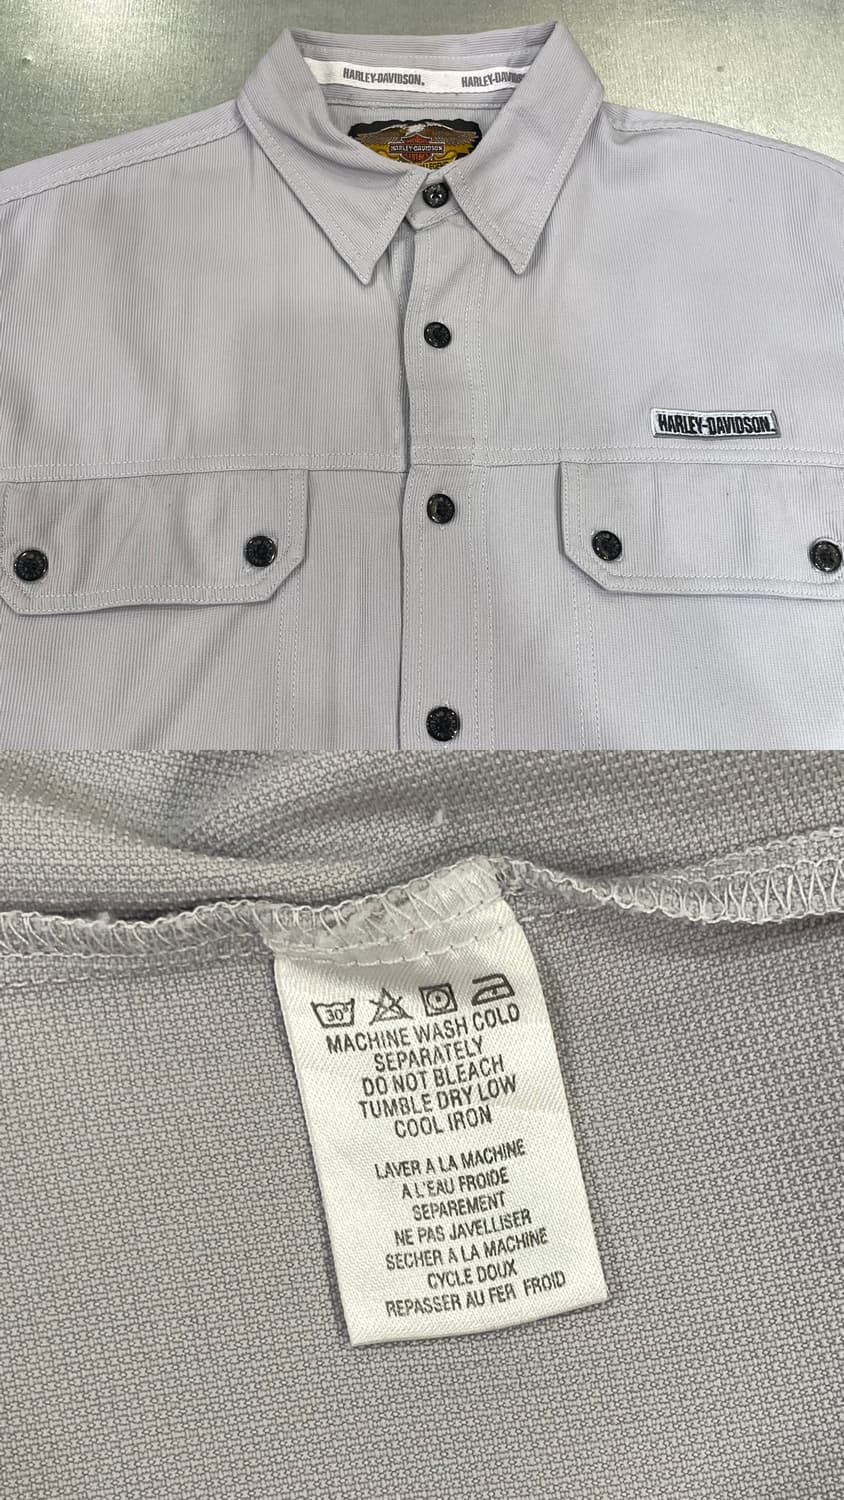 HARLEY-DAVIDSON. HARLEY-DAVIDSON
HARLEY-DAVIDSON
HARLEY-DAVIDSON.
30°
MACHINE WASH COLD
SEPARATELY
DO NOT BLEACH
TUMBLE DRY LOW
COOL IRON
LAVER A LA MACHINE
A L'EAU FROIDE
SEPAREMENT
NE PAS JAVELLISER
SECHER A LA MACHINE
CYCLE DOUX
REPASSER AU FER FROID